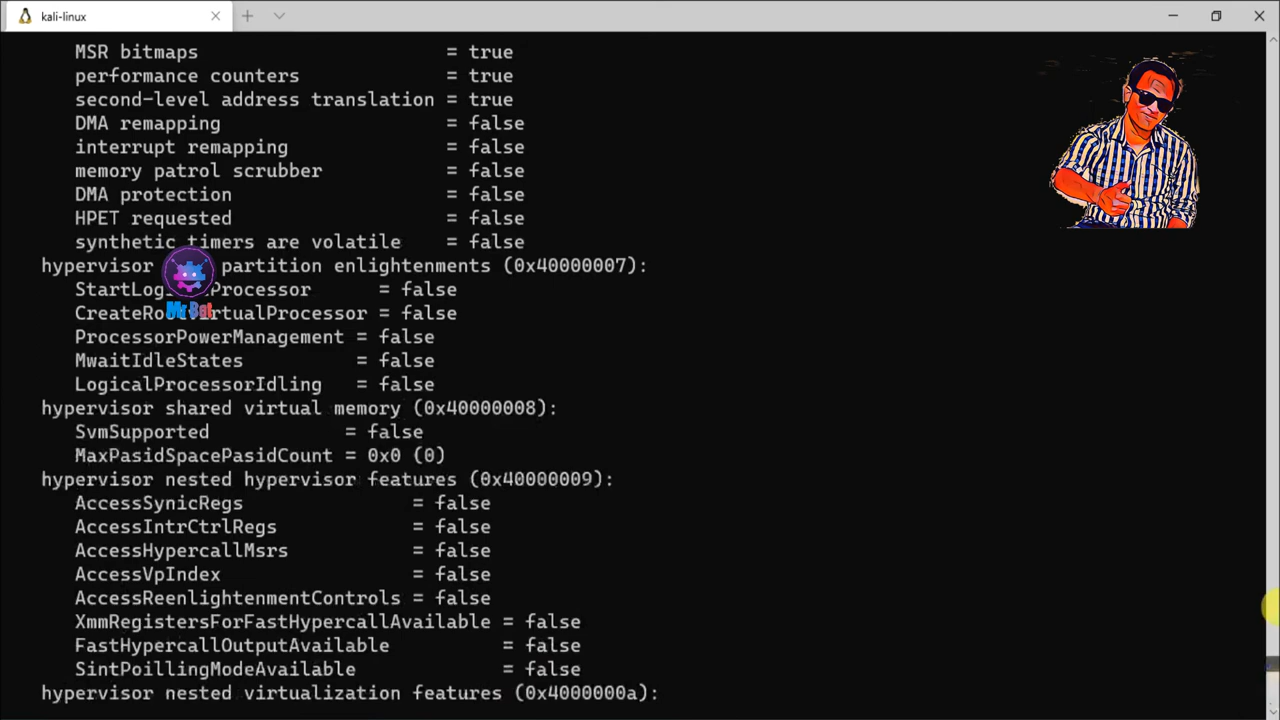 kali-linux
MSR bitmaps = true
performance counters = true
second-level address translation = true
DMA remapping = false
interrupt remapping = false
memory patrol scrubber = false
DMA protection = false
HPET requested = false
synthetic timers are volatile = false
hypervisor partition enlightenments (0x40000007):
Processor = false
= false
ProcessorPowerManagement = false
MwaitIdleStates = false
LogicalProcessorIdling = false
hypervisor shared virtual memory (0x40000008):
SvmSupported = false
MaxPasidSpacePasidCount = 0x0 (0)
hypervisor nested hypervisor features (0x40000009):
AccessSynicRegs = false
AccessIntrCtrlRegs = false
AccessHypercallMsrs = false
AccessVpIndex = false
AccessReenlightenmentControls = false
XmmRegistersForFastHypercallAvailable = false
FastHypercallOutputAvailable = false
SintPoillingModeAvailable = false
hypervisor nested virtualization features (0x4000000a):